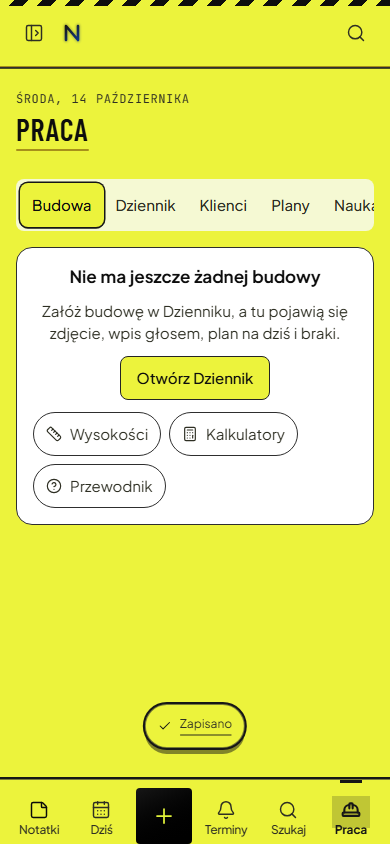 N
ŚRODA, 14 PAŹDZIERNIKA
PRACA
Budowa Dziennik Klienci Plany Nauka
Nie ma jeszcze żadnej budowy
Załóż budowę w Dzienniku, a tu pojawią się
zdjęcie, wpis głosem, plan na dziś i braki.
Otwórz Dziennik
Wysokości Kalkulatory
Przewodnik
Zapisano
Notatki Dziś Terminy Szukaj Praca